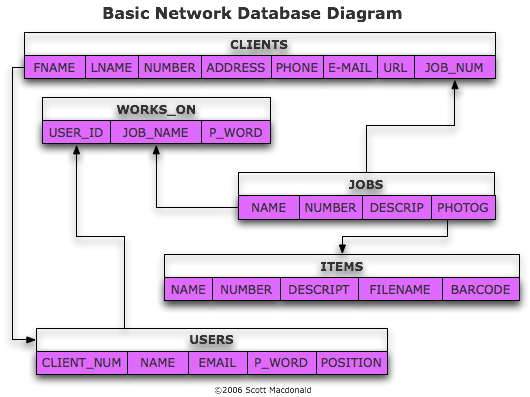 Basic Network Database Diagram
CLIENTS
FNAME LNAME NUMBER ADDRESS PHONE E-MAIL URL JOB_NUM
WORKS_ON
USER_ID JOB_NAME P_WORD
JOBS
NAME NUMBER DESCRIP PHOTOG
ITEMS
NAME NUMBER DESCRIPT FILENAME BARCODE
USERS
CLIENT_NUM NAME EMAIL P_WORD POSITION
©2006 Scott Macdonald